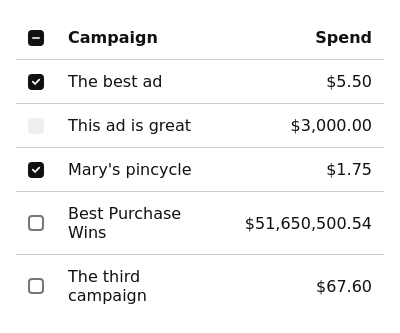 Campaign Spend
The best ad $5.50
This ad is great $3,000.00
Mary's pincycle $1.75
Best Purchase
Wins $51,650,500.54
The third
campaign $67.60